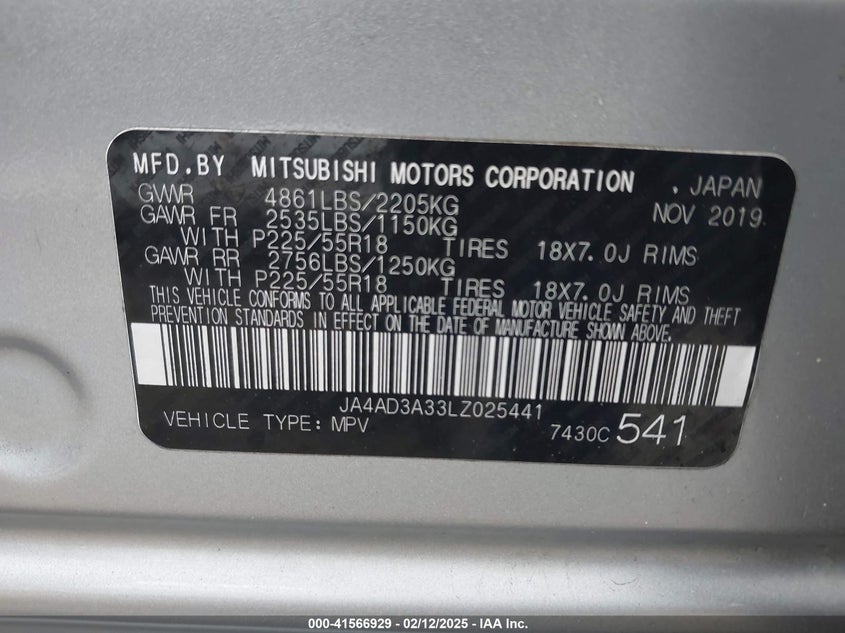 MFD.BY MITSUBISHI MOTORS CORPORATION . JAPAN
GVWR 4861LBS/2205KG NOV 2019
GAWR FR 2535LBS/1150KG
WITH P225/55R18 TIRES 18X7.0J RIMS
GAWR RR 2756LBS/1250KG
WITH P225/55R18 TIRES 18X7.0J RIMS
THIS VEHICLE CONFORMS TO ALL APPLICABLE FEDERAL MOTOR VEHICLE SAFETY AND THEFT
PREVENTION STANDARDS IN EFFECT ON THE DATE OF MANUFACTURE SHOWN ABOVE.
JA4AD3A33LZ025441
VEHICLE TYPE: MPV 7430C 541
000-41566929 — 02/12/2025 — IAA Inc.